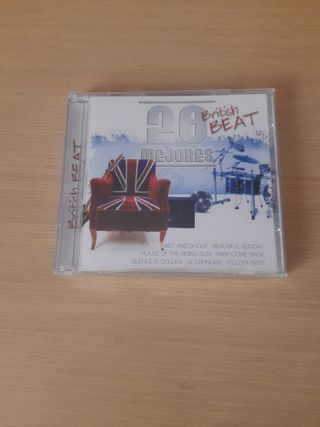 British BEAT
20
British
BEAT
MEJORES
TWIST AND SHOUT · BEAUTIFUL SUNDAY
HOUSE OF THE RISING SUN · BABY COME BACK
SILENCE IS GOLDEN · GOLDFINGER · YELLOW RIVER